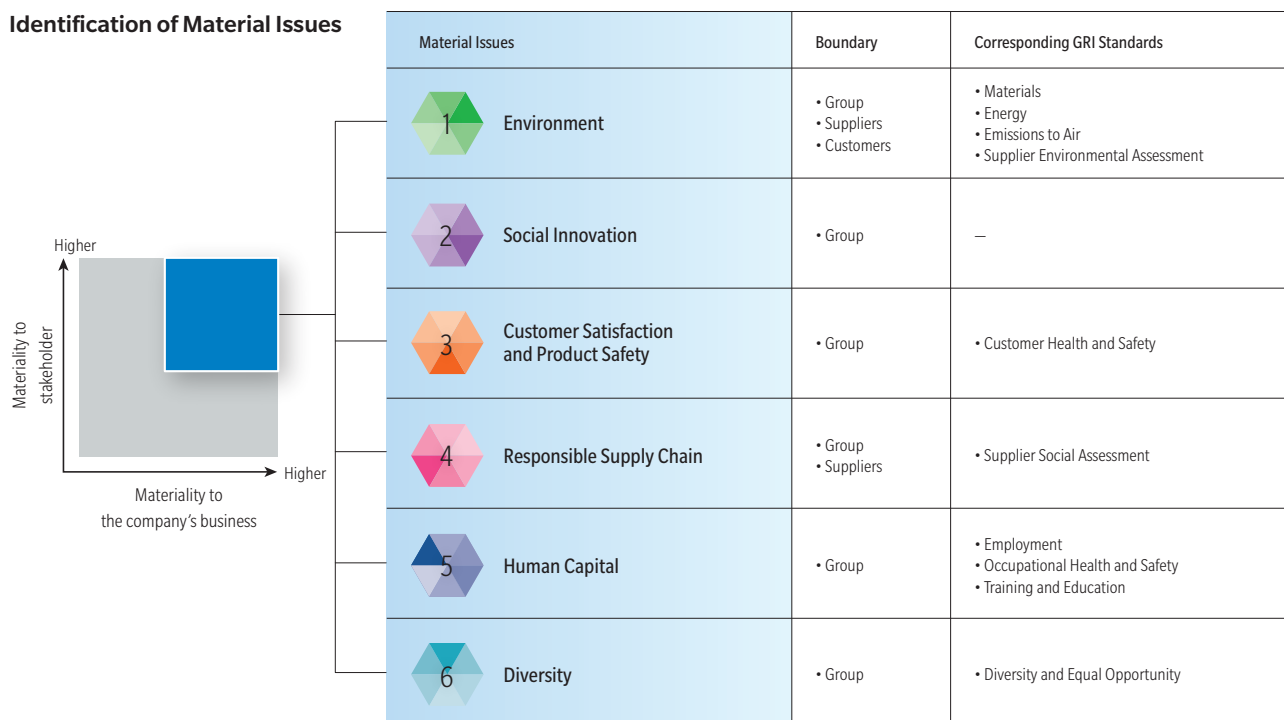 Identification of Material Issues
Higher
Materiality to
stakeholder
Higher
Materiality to
the company's business
Material Issues
Boundary
Corresponding GRI Standards
1
Environment
• Group
• Suppliers
• Customers
• Materials
• Energy
• Emissions to Air
• Supplier Environmental Assessment
2
Social Innovation
• Group
—
3
Customer Satisfaction
and Product Safety
• Group
• Customer Health and Safety
4
Responsible Supply Chain
• Group
• Suppliers
• Supplier Social Assessment
5
Human Capital
• Group
• Employment
• Occupational Health and Safety
• Training and Education
6
Diversity
• Group
• Diversity and Equal Opportunity